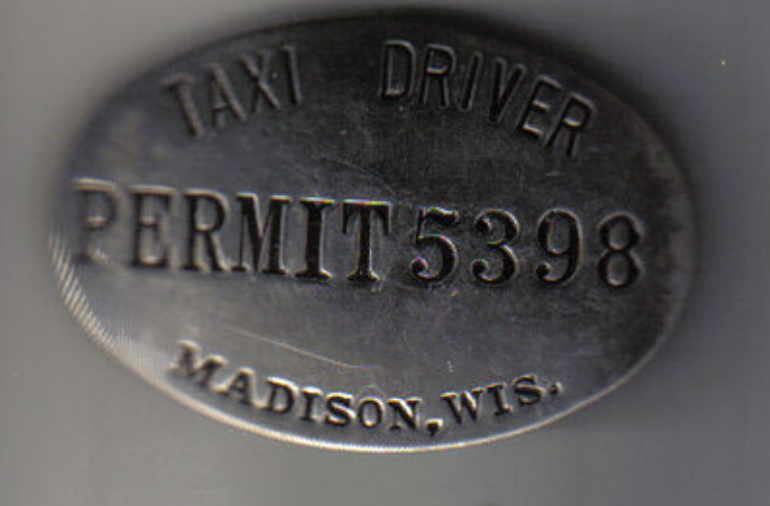 TAXI DRIVER
PERMIT 5398
MADISON, WIS.